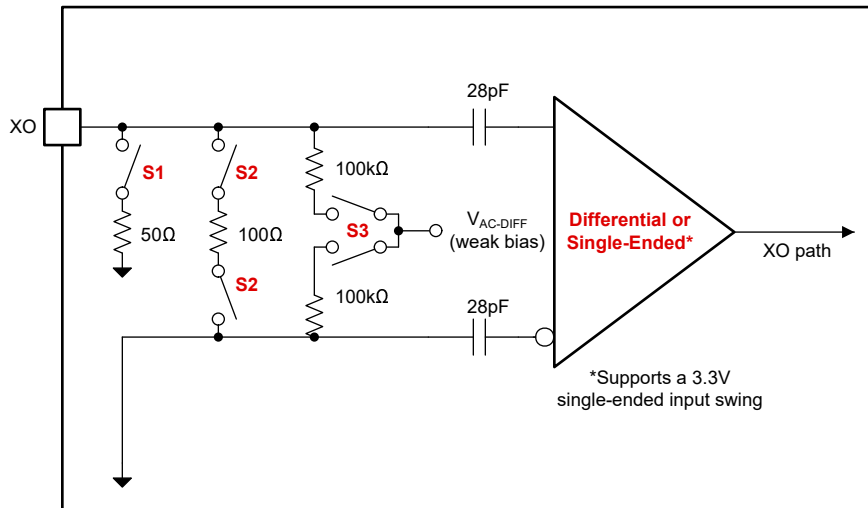 28pF
XO
S1
S2
100kΩ
50Ω
100Ω
S3
V_AC-DIFF
(weak bias)
Differential or
Single-Ended*
XO path
S2
100kΩ
28pF
*Supports a 3.3V
single-ended input swing